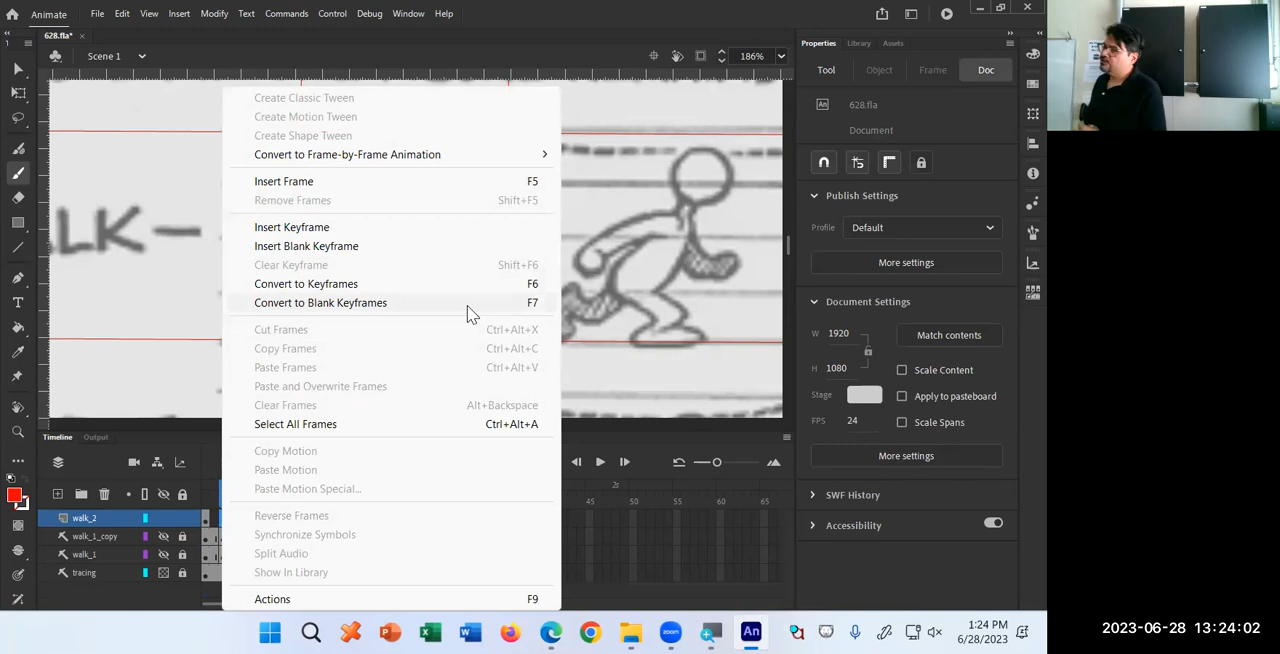 Animate File Edit View Insert Modify Text Commands Control Debug Window Help
628.fla*
Scene 1
186%
Properties Library Assets
Tool Object Frame Doc
An 628.fla
Document
Publish Settings
Profile Default
More settings
Document Settings
W 1920 Match contents
H 1080 Scale Content
Stage Apply to pasteboard
FPS 24 Scale Spans
More settings
SWF History
Accessibility
LK-
Create Classic Tween
Create Motion Tween
Create Shape Tween
Convert to Frame-by-Frame Animation
Insert Frame F5
Remove Frames Shift+F5
Insert Keyframe
Insert Blank Keyframe
Clear Keyframe Shift+F6
Convert to Keyframes F6
Convert to Blank Keyframes F7
Cut Frames Ctrl+Alt+X
Copy Frames Ctrl+Alt+C
Paste Frames Ctrl+Alt+V
Paste and Overwrite Frames
Clear Frames Alt+Backspace
Select All Frames Ctrl+Alt+A
Copy Motion
Paste Motion
Paste Motion Special...
Reverse Frames
Synchronize Symbols
Split Audio
Show In Library
Actions F9
Timeline Output
2s
45 50 55 60 65
walk_2
walk_1_copy
walk_1
tracing
zoom
An
1:24 PM
6/28/2023
2023-06-28 13:24:02